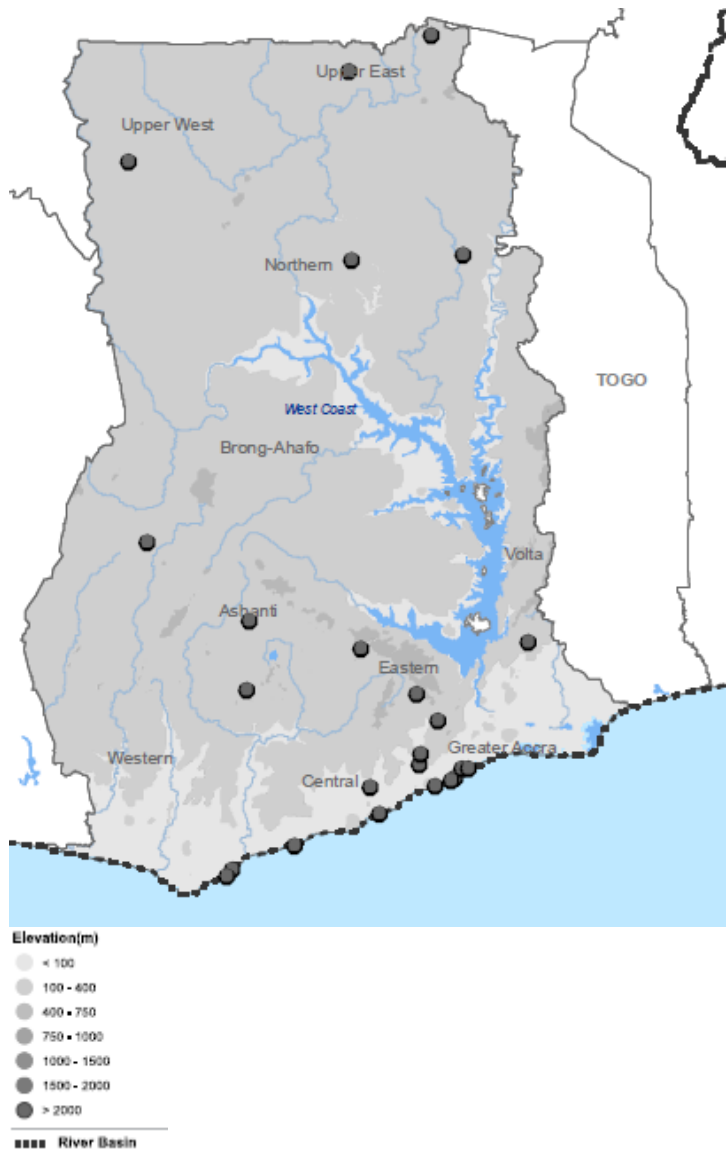 Upper East
Upper West
Northern
TOGO
West Coast
Brong-Ahafo
Volta
Ashanti
Eastern
Western
Greater Accra
Central
Elevation(m)
< 100
100 - 400
400 - 750
750 - 1000
1000 - 1500
1500 - 2000
> 2000
River Basin